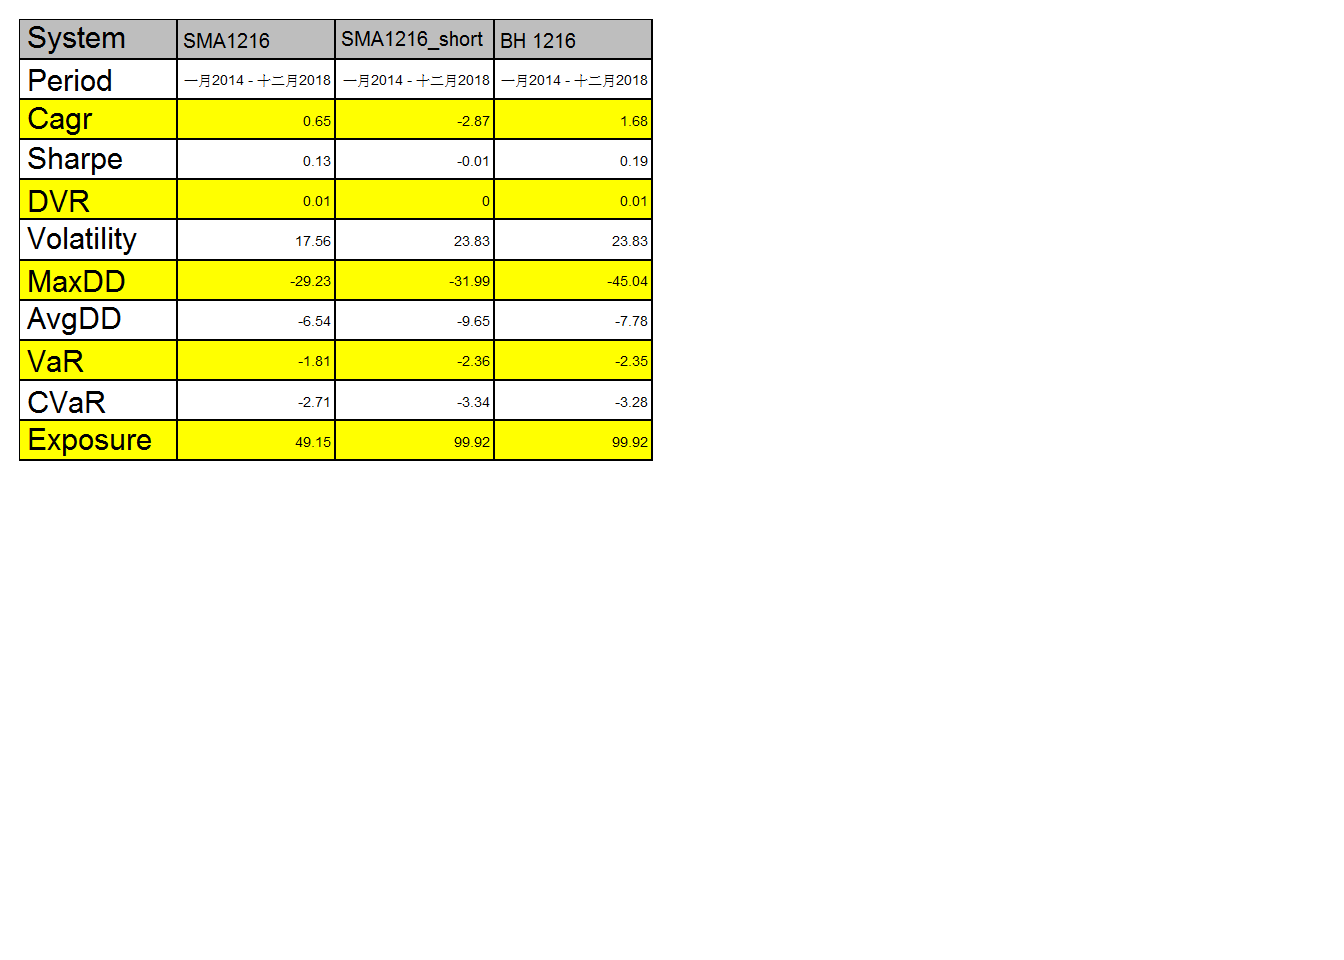 System SMA1216 SMA1216_short BH 1216
Period 一月2014 - 十二月2018 一月2014 - 十二月2018 一月2014 - 十二月2018
Cagr 0.65 -2.87 1.68
Sharpe 0.13 -0.01 0.19
DVR 0.01 0 0.01
Volatility 17.56 23.83 23.83
MaxDD -29.23 -31.99 -45.04
AvgDD -6.54 -9.65 -7.78
VaR -1.81 -2.36 -2.35
CVaR -2.71 -3.34 -3.28
Exposure 49.15 99.92 99.92